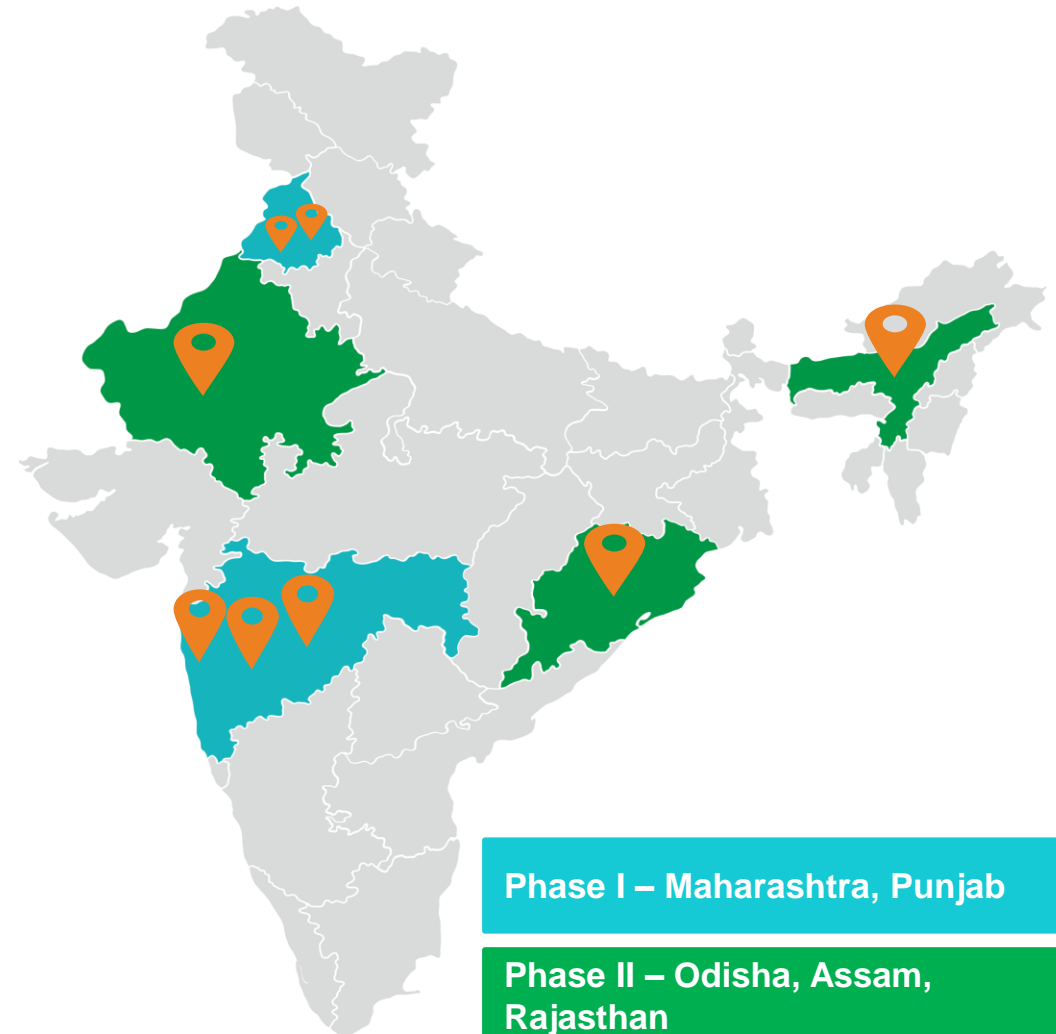 Phase I – Maharashtra, Punjab
Phase II – Odisha, Assam,
Rajasthan